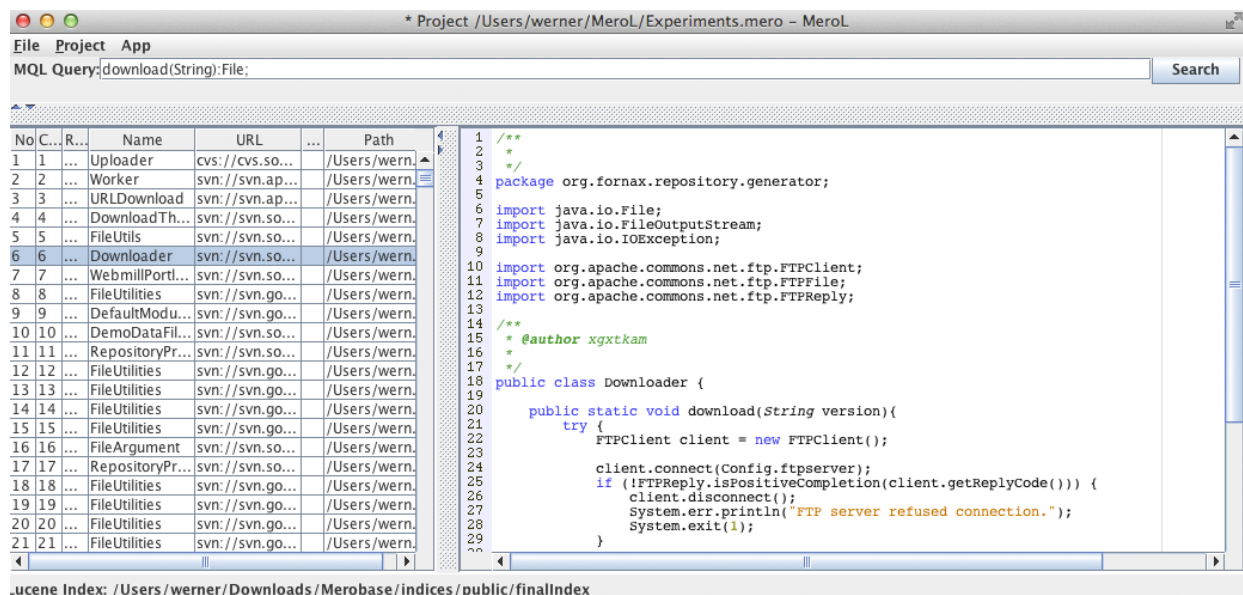 * Project /Users/werner/MeroL/Experiments.mero – MeroL
File Project App
MQL Query: download(String):File; Search
No C... R... Name URL ... Path
1 1 ... Uploader cvs://cvs.so... /Users/wern.
2 2 ... Worker svn://svn.ap... /Users/wern.
3 3 ... URLDownload svn://svn.ap... /Users/wern.
4 4 ... DownloadTh... svn://svn.so... /Users/wern.
5 5 ... FileUtils svn://svn.so... /Users/wern.
6 6 ... Downloader svn://svn.so... /Users/wern.
7 7 ... WebmillPortl... svn://svn.so... /Users/wern.
8 8 ... FileUtilities svn://svn.go... /Users/wern.
9 9 ... DefaultModu... svn://svn.go... /Users/wern.
10 10 ... DemoDataFil... svn://svn.so... /Users/wern.
11 11 ... RepositoryPr... svn://svn.so... /Users/wern.
12 12 ... FileUtilities svn://svn.go... /Users/wern.
13 13 ... FileUtilities svn://svn.go... /Users/wern.
14 14 ... FileUtilities svn://svn.go... /Users/wern.
15 15 ... FileUtilities svn://svn.go... /Users/wern.
16 16 ... FileArgument svn://svn.so... /Users/wern.
17 17 ... RepositoryPr... svn://svn.so... /Users/wern.
18 18 ... FileUtilities svn://svn.go... /Users/wern.
19 19 ... FileUtilities svn://svn.go... /Users/wern.
20 20 ... FileUtilities svn://svn.go... /Users/wern.
21 21 ... FileUtilities svn://svn.go... /Users/wern.
1 /**
2 *
3 */
4 package org.fornax.repository.generator;
5
6 import java.io.File;
7 import java.io.FileOutputStream;
8 import java.io.IOException;
9
10 import org.apache.commons.net.ftp.FTPClient;
11 import org.apache.commons.net.ftp.FTPFile;
12 import org.apache.commons.net.ftp.FTPReply;
13
14 /**
15 * @author xgxtkam
16 *
17 */
18 public class Downloader {
19
20 public static void download(String version){
21 try {
22 FTPClient client = new FTPClient();
23
24 client.connect(Config.ftpserver);
25 if (!FTPReply.isPositiveCompletion(client.getReplyCode())) {
26 client.disconnect();
27 System.err.println("FTP server refused connection.");
28 System.exit(1);
29 }
Lucene Index: /Users/werner/Downloads/Merobase/indices/public/finalIndex